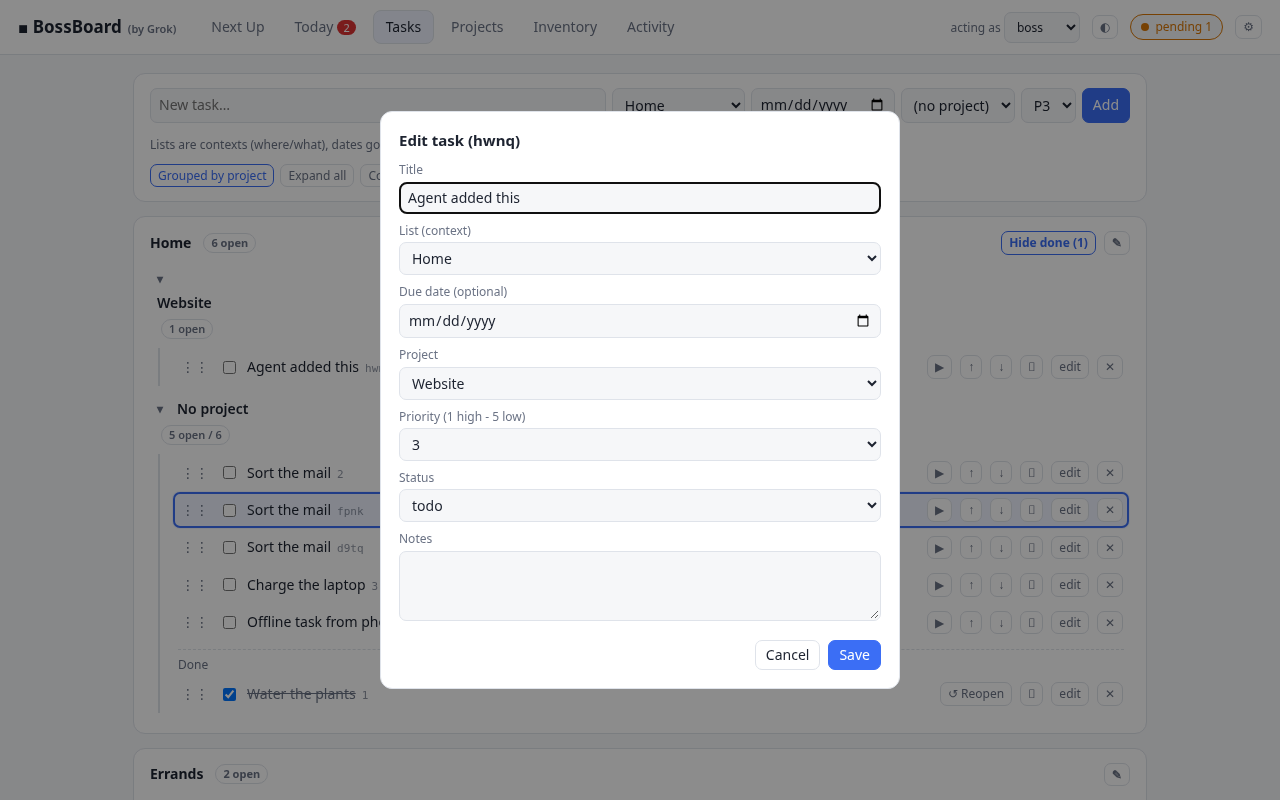 BossBoard (by Grok) Next Up Today 2 Tasks Projects Inventory Activity acting as boss pending 1
New task... Home mm/dd/yyyy (no project) P3 Add
Lists are contexts (where/what), dates go
Grouped by project Expand all Co
Edit task (hwnq)
Title
Agent added this
List (context)
Home
Due date (optional)
mm/dd/yyyy
Project
Website
Priority (1 high - 5 low)
3
Status
todo
Notes
Cancel Save
Home 6 open Hide done (1)
Website
1 open
Agent added this hw edit
No project
5 open / 6
Sort the mail 2 edit
Sort the mail fpnk edit
Sort the mail d9tq edit
Charge the laptop 3 edit
Offline task from pho edit
Done
Water the plants 1 Reopen edit
Errands 2 open